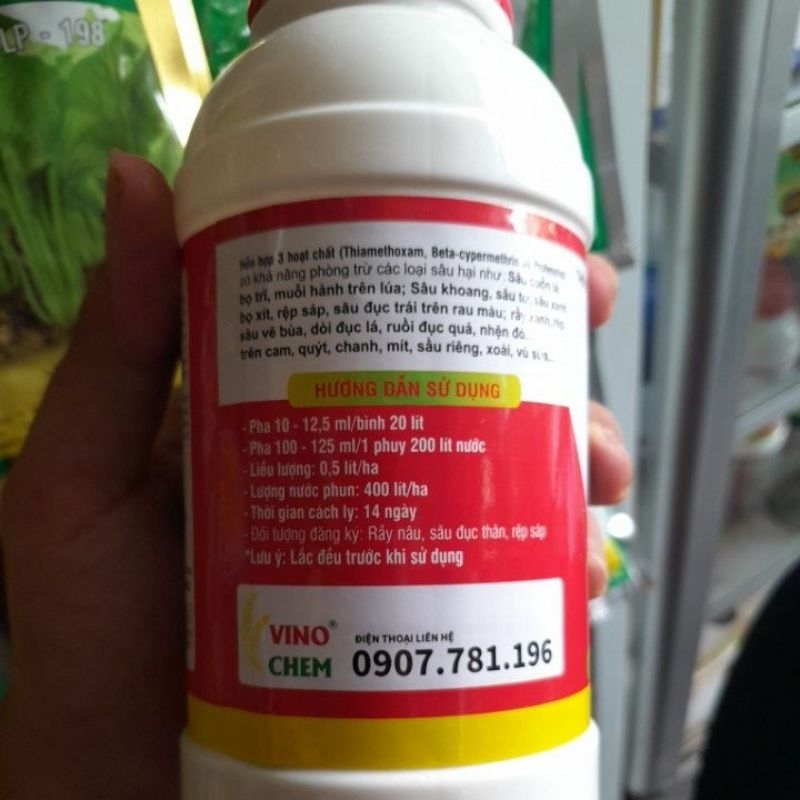 LP - 198
Hỗn hợp 3 hoạt chất (Thiamethoxam, Beta-cypermethrin và Profenofos)
có khả năng phòng trừ các loại sâu hại như: Sâu cuốn lá,
bọ trĩ, muỗi hành trên lúa; Sâu khoang, sâu tơ, sâu xanh,
bọ xít, rệp sáp, sâu đục trái trên rau màu; rầy xanh, rệp
sâu vẽ bùa, dòi đục lá, ruồi đục quả, nhện đỏ...
trên cam, quýt, chanh, mít, sầu riêng, xoài, vú sữa...
HƯỚNG DẪN SỬ DỤNG
- Pha 10 - 12,5 ml/bình 20 lít
- Pha 100 - 125 ml/1 phuy 200 lít nước
- Liều lượng: 0,5 lít/ha
- Lượng nước phun: 400 lít/ha
- Thời gian cách ly: 14 ngày
- Đối tượng đăng ký: Rầy nâu, sâu đục thân, rệp sáp
*Lưu ý: Lắc đều trước khi sử dụng
VINO®
CHEM
ĐIỆN THOẠI LIÊN HỆ
0907.781.196